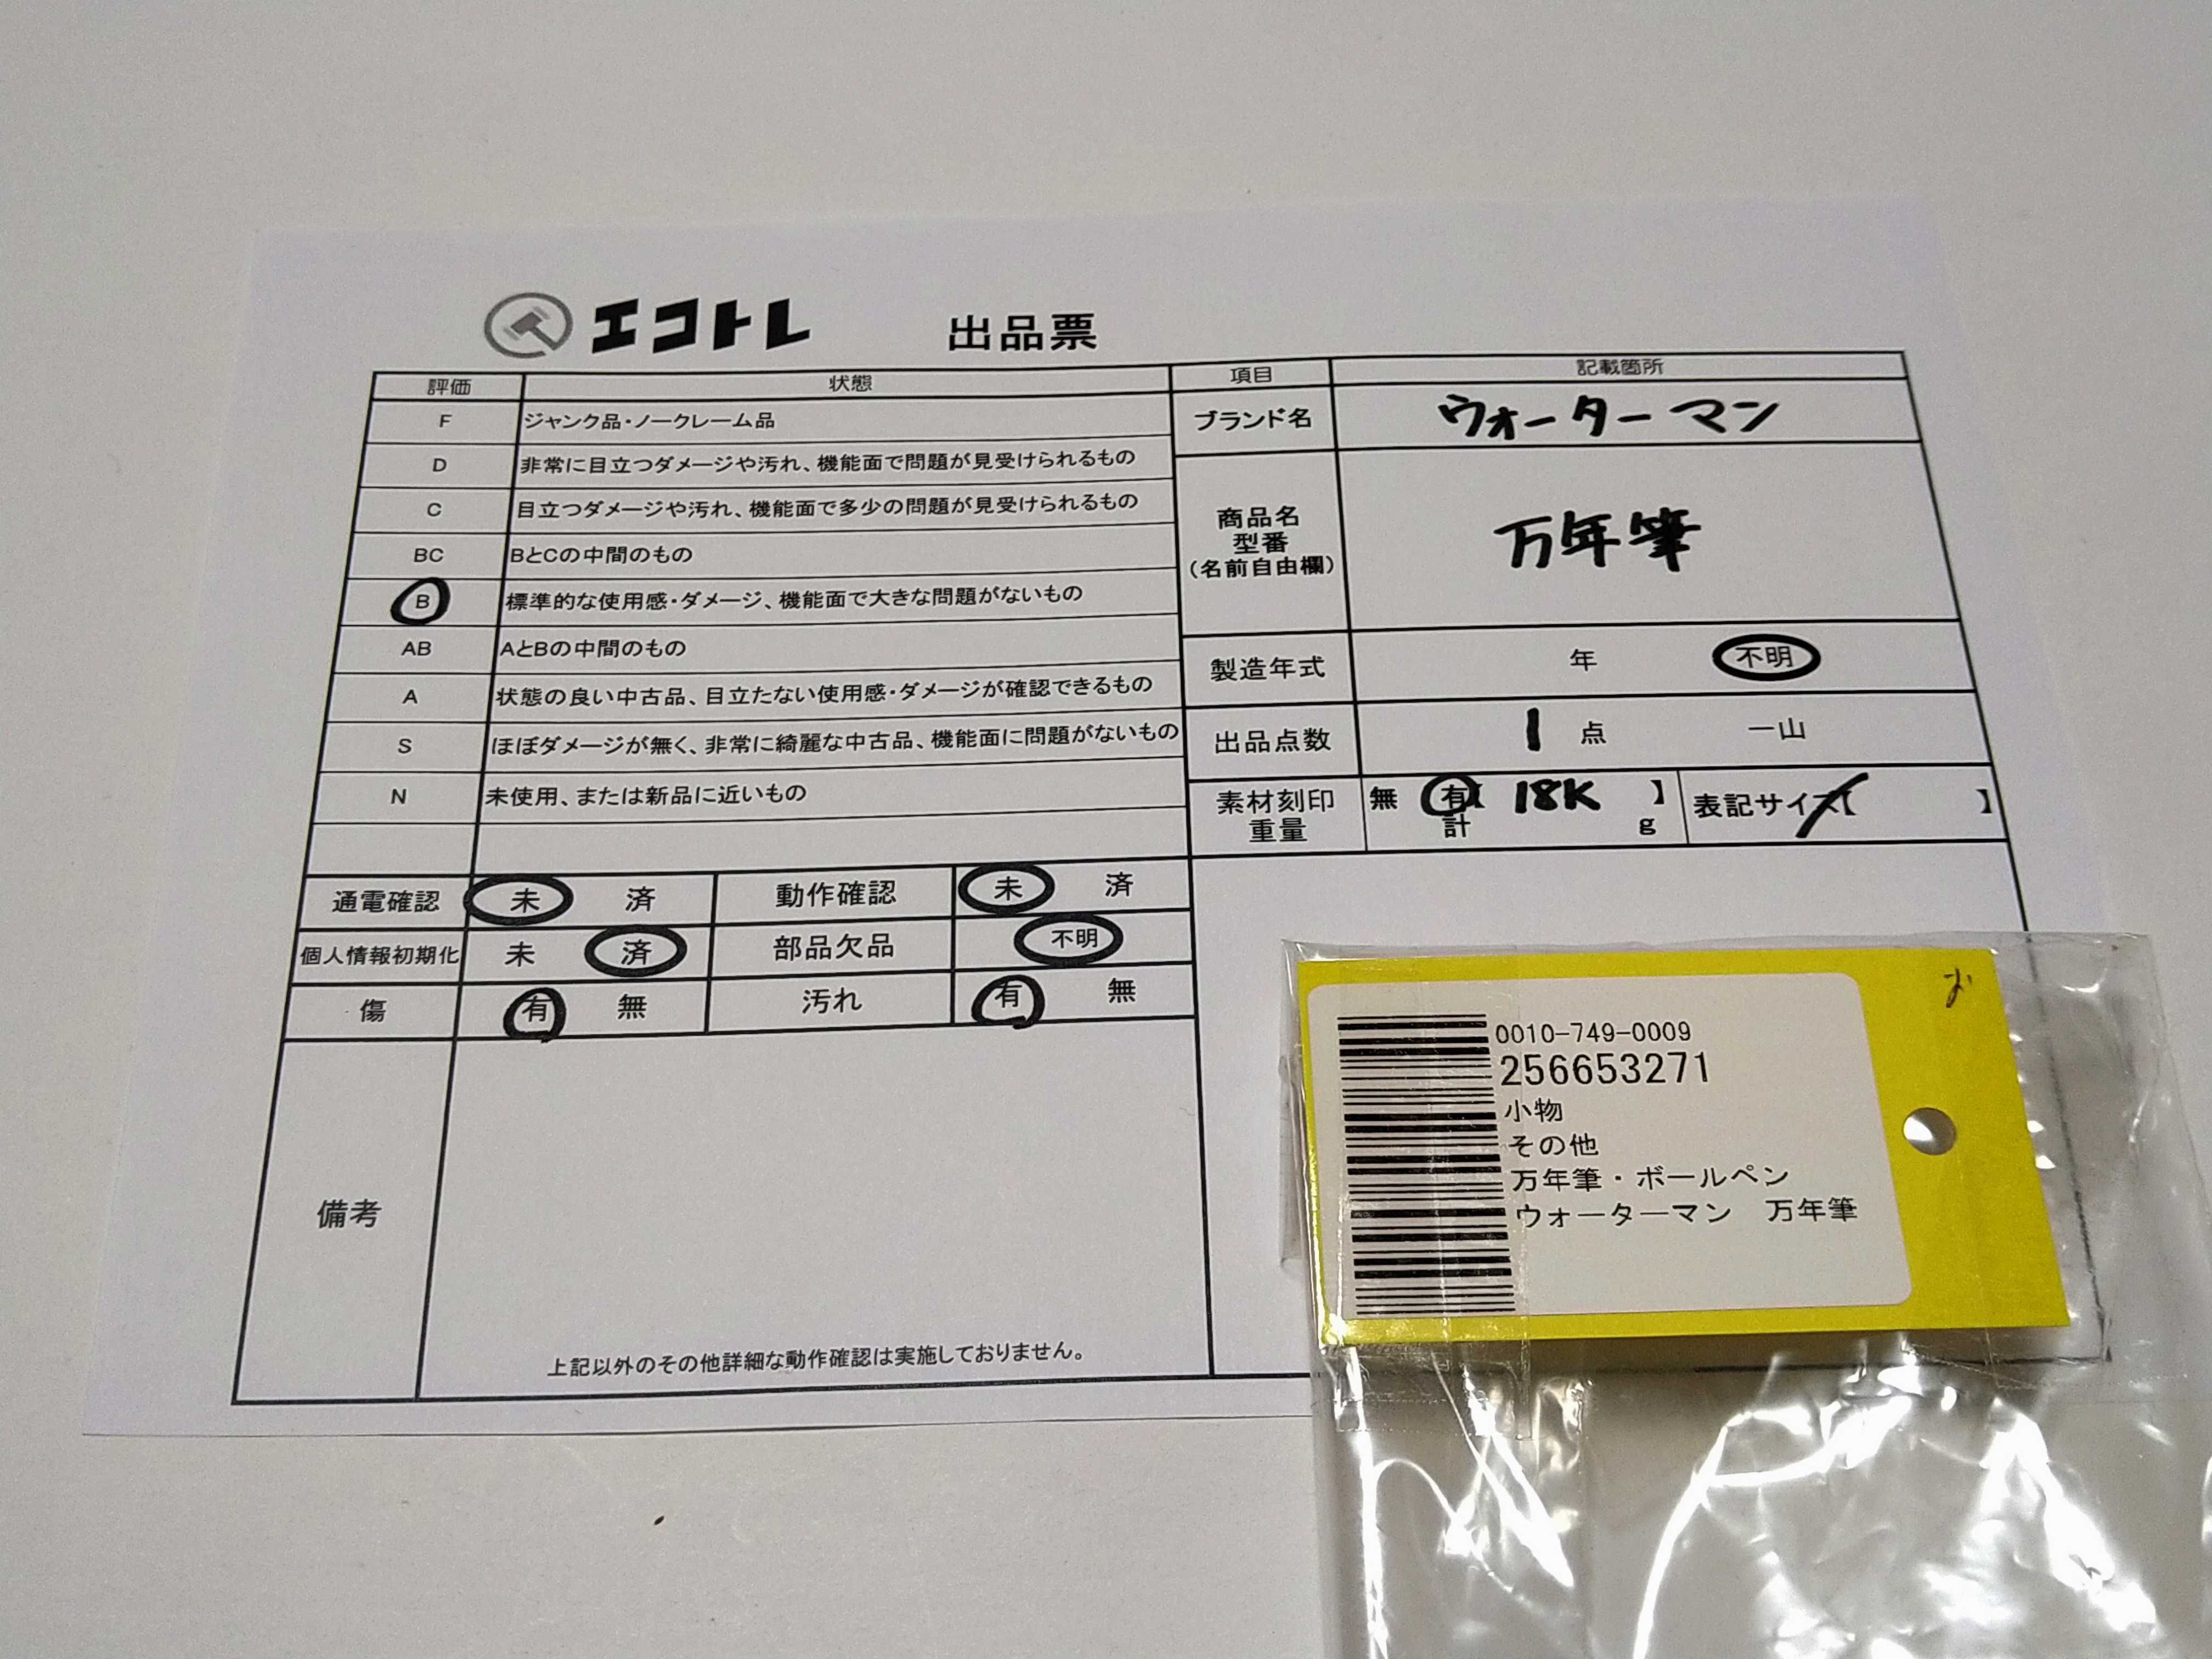 エコトレ 出品票
評価 状態 項目 記載箇所
F ジャンク品・ノークレーム品
D 非常に目立つダメージや汚れ、機能面で問題が見受けられるもの
C 目立つダメージや汚れ、機能面で多少の問題が見受けられるもの
BC BとCの中間のもの
B 標準的な使用感・ダメージ、機能面で大きな問題がないもの
AB AとBの中間のもの
A 状態の良い中古品、目立たない使用感・ダメージが確認できるもの
S ほぼダメージが無く、非常に綺麗な中古品、機能面に問題がないもの
N 未使用、または新品に近いもの
ブランド名 ウォーターマン
商品名
型番
(名前自由欄)
万年筆
製造年式 年 不明
出品点数 1 点 一山
素材刻印 無 有【 18K 】 表記サイズ【 】
重量 計 g
通電確認 未 済 動作確認 未 済
個人情報初期化 未 済 部品欠品 不明
傷 有 無 汚れ 有 無
備考
上記以外のその他詳細な動作確認は実施しておりません。
0010-749-0009
256653271
小物
その他
万年筆・ボールペン
ウォーターマン 万年筆